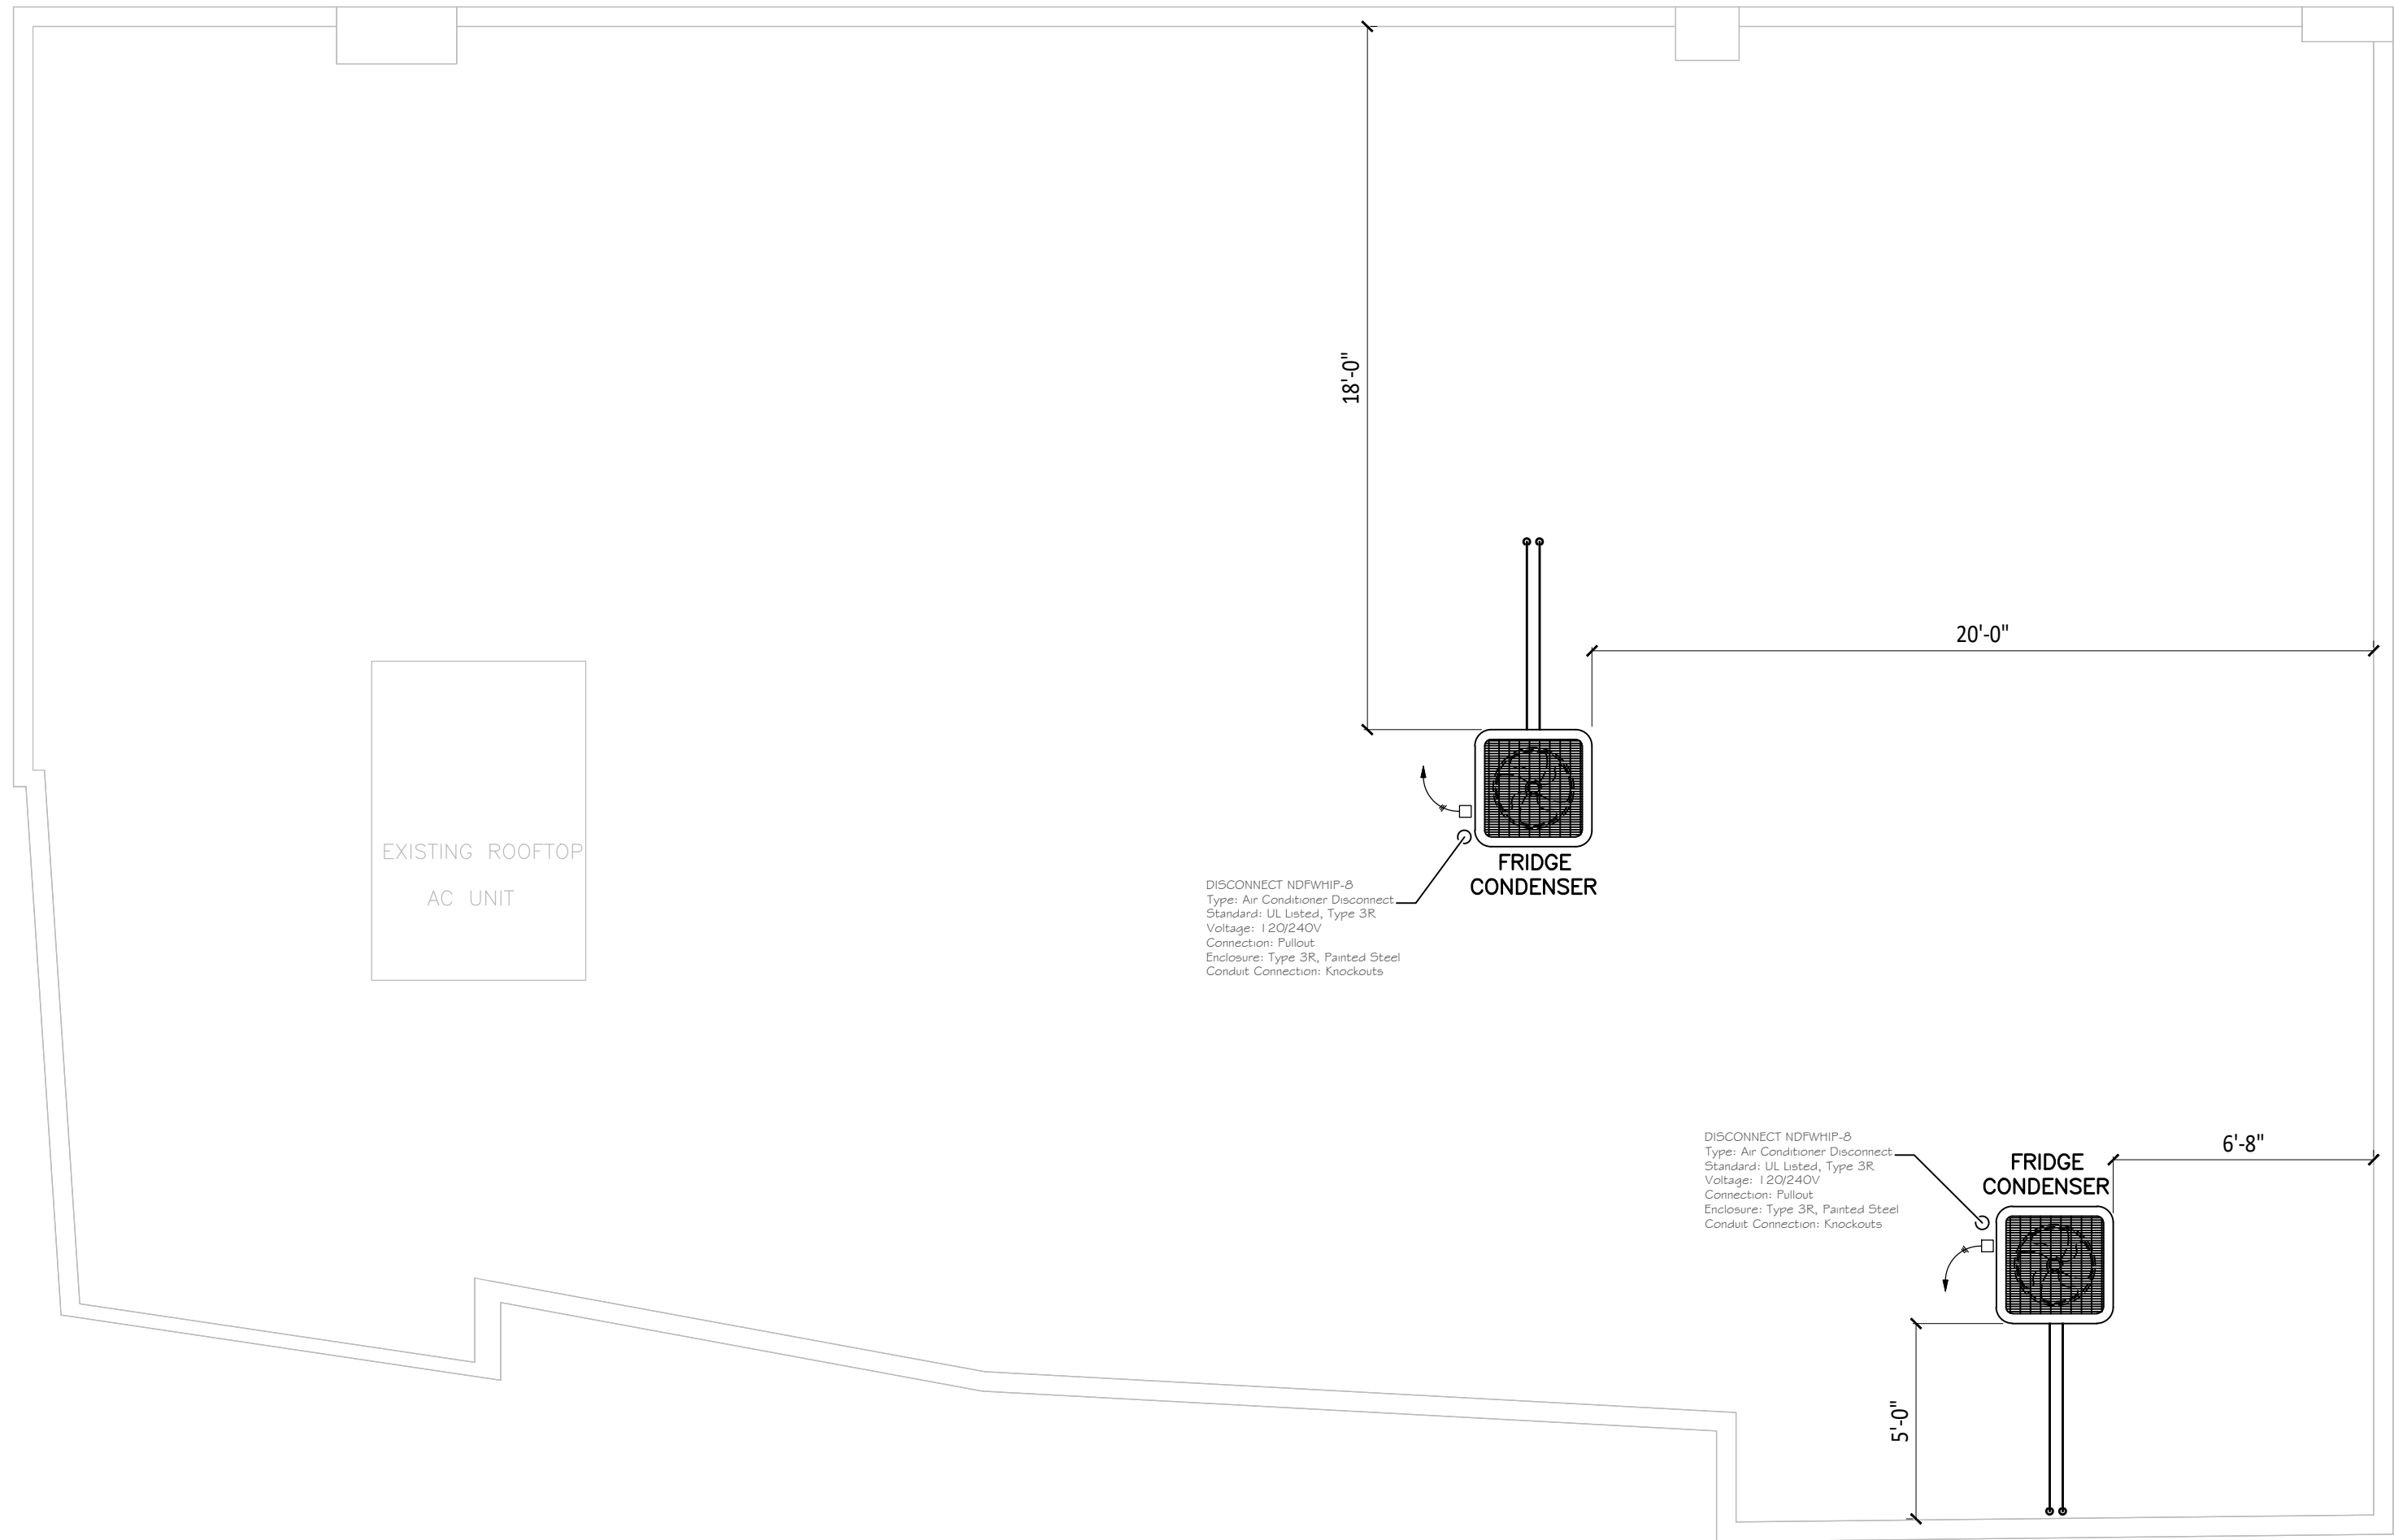 18'-0"
20'-0"
EXISTING ROOFTOP
AC UNIT
FRIDGE
CONDENSER
DISCONNECT NDFWHIP-8
Type: Air Conditioner Disconnect
Standard: UL Listed, Type 3R
Voltage: 120/240V
Connection: Pullout
Enclosure: Type 3R, Painted Steel
Conduit Connection: Knockouts
DISCONNECT NDFWHIP-8
Type: Air Conditioner Disconnect
Standard: UL Listed, Type 3R
Voltage: 120/240V
Connection: Pullout
Enclosure: Type 3R, Painted Steel
Conduit Connection: Knockouts
FRIDGE
CONDENSER
6'-8"
5'-0"